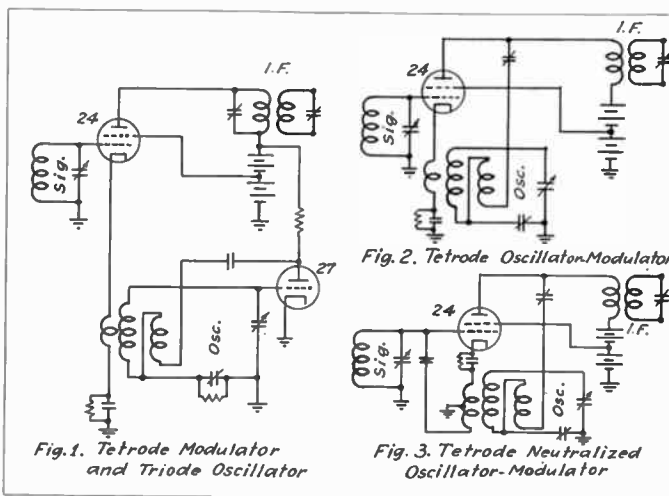 I.F.
24
Sig.
27
Osc.
Fig.1. Tetrode Modulator
and Triode Oscillator
I.F.
24
Sig.
Osc.
Fig. 2. Tetrode Oscillator-Modulator
24
I.F.
Sig.
Osc.
Fig. 3. Tetrode Neutralized
Oscillator-Modulator